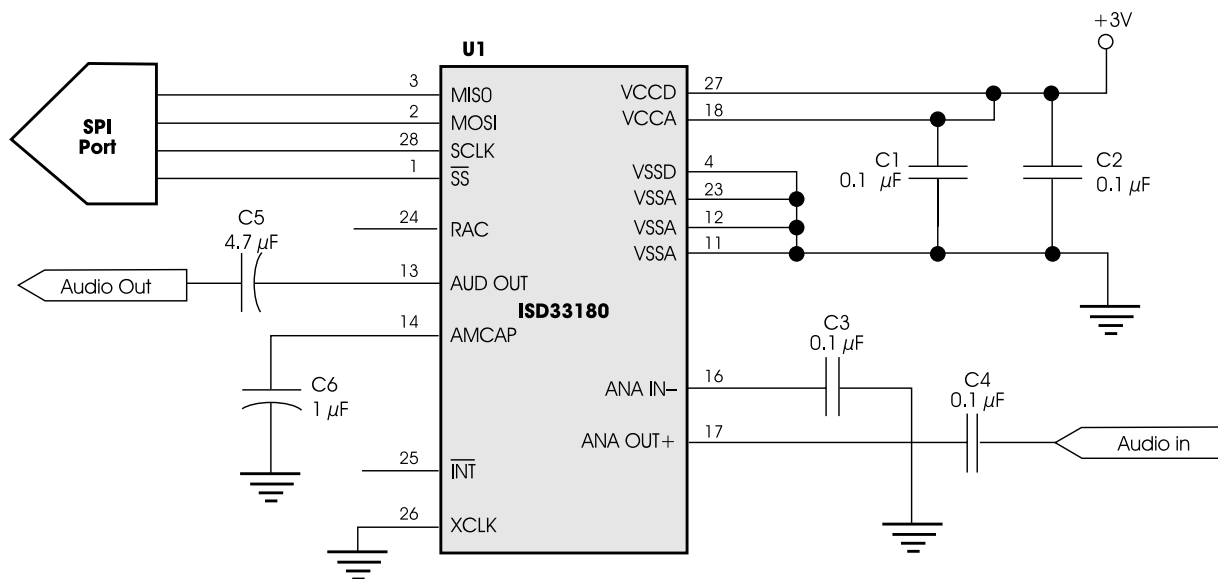 +3V
U1
SPI
Port
3
MISO
2
MOSI
28
SCLK
1
SS
24
RAC
C5
4.7 µF
Audio Out
13
AUD OUT
ISD33180
14
AMCAP
C6
1 µF
25
INT
26
XCLK
VCCD
27
VCCA
18
VSSD
4
VSSA
23
VSSA
12
VSSA
11
C1
0.1 µF
C2
0.1 µF
C3
0.1 µF
ANA IN–
16
C4
0.1 µF
ANA OUT+
17
Audio in